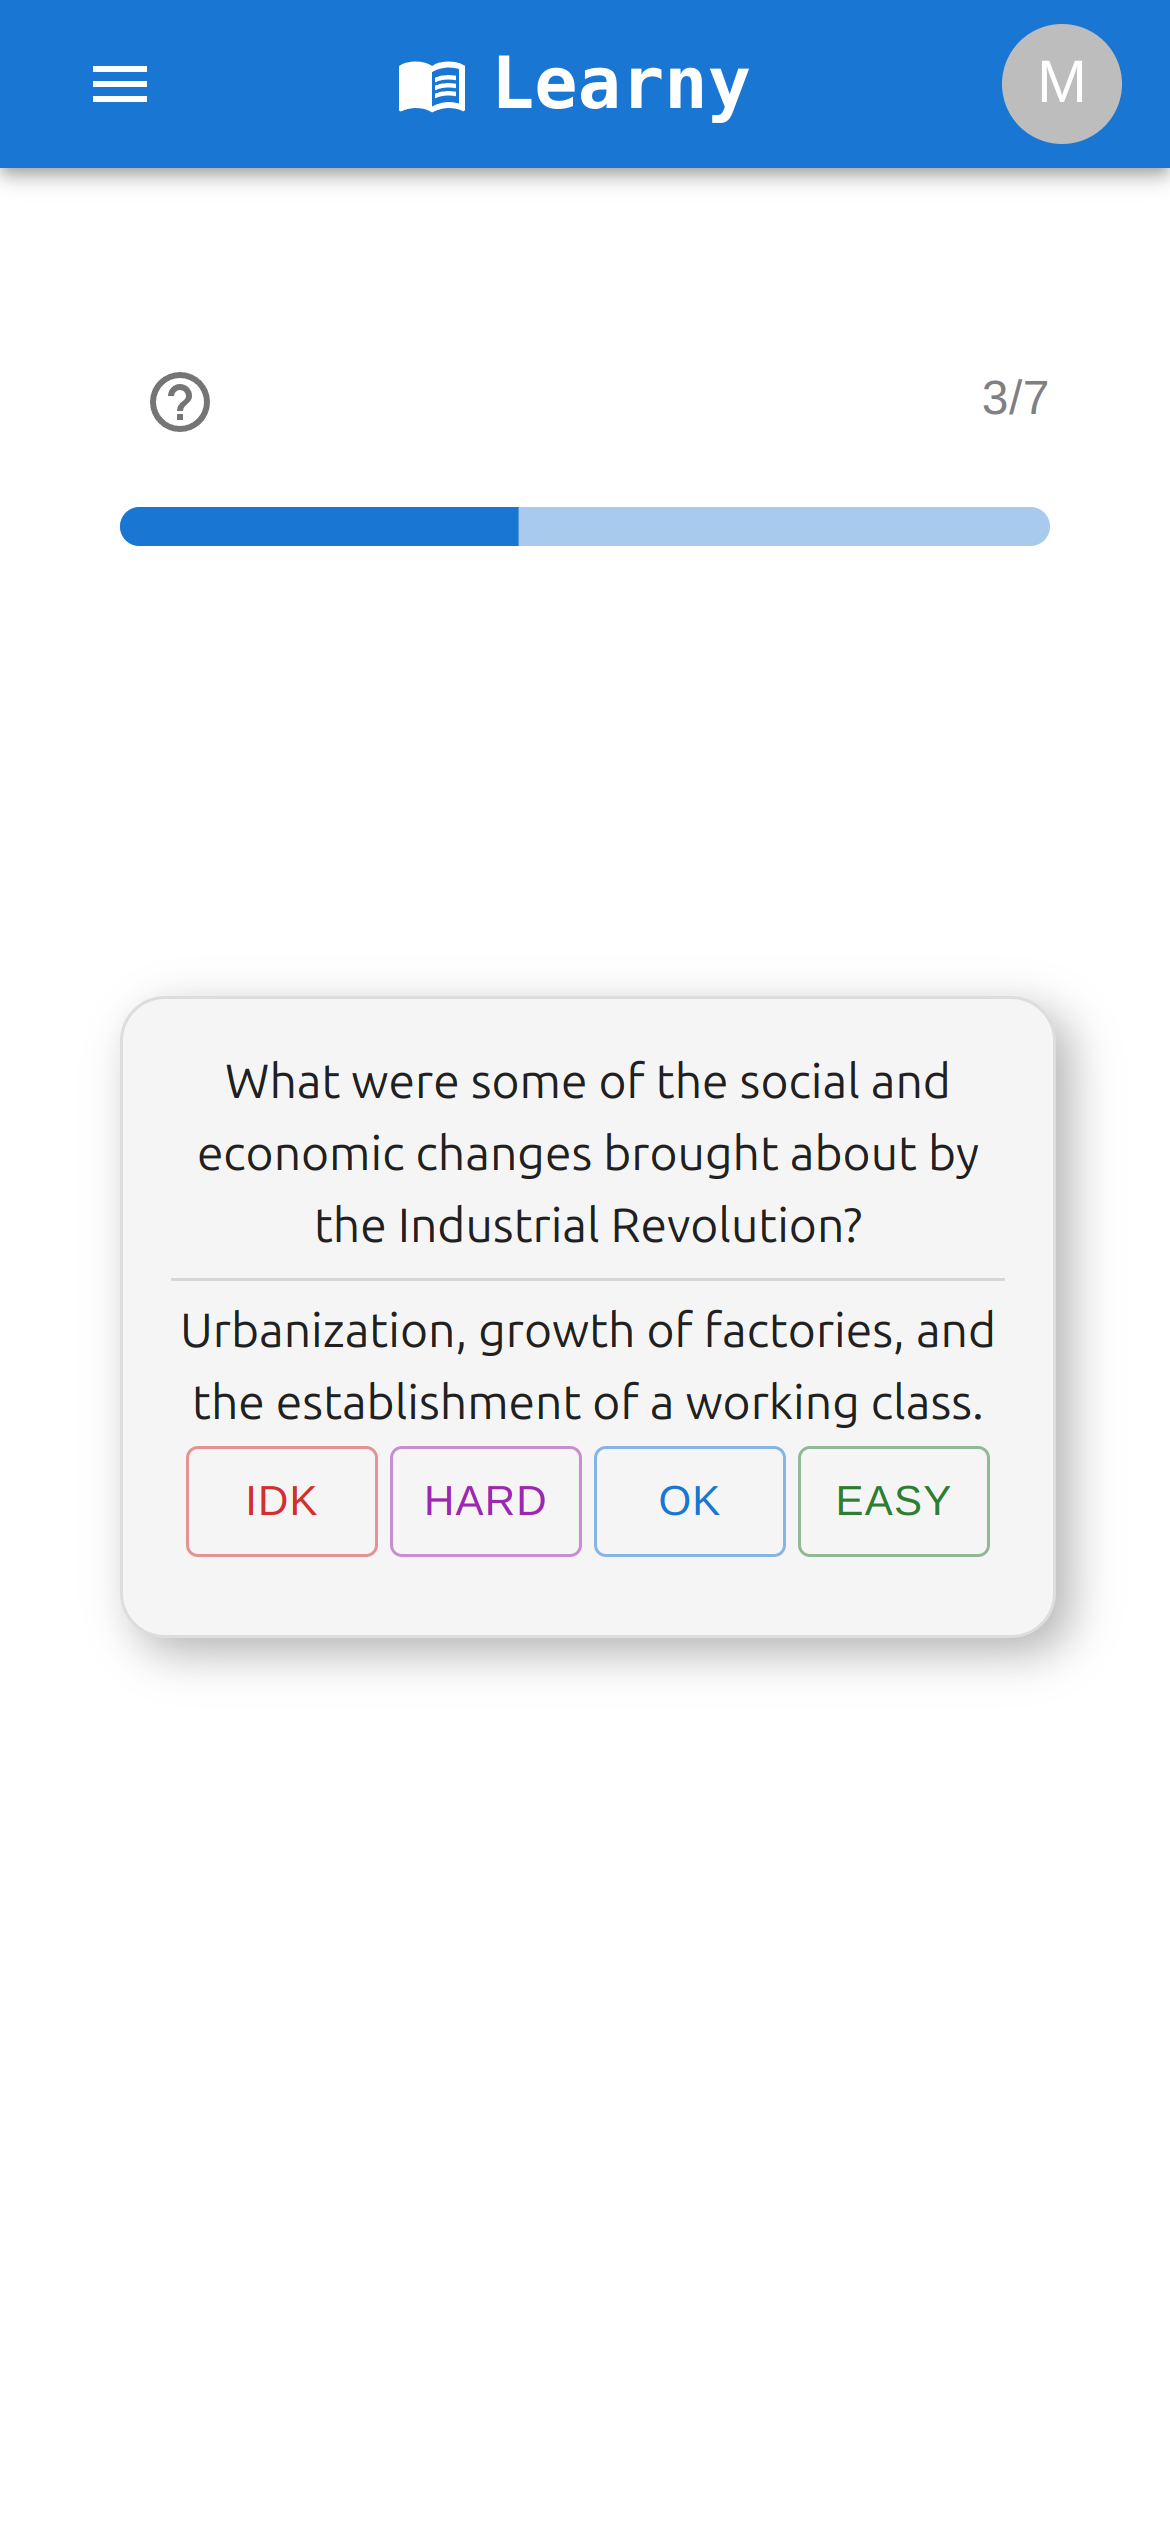 Learny
M
3/7
What were some of the social and
economic changes brought about by
the Industrial Revolution?
Urbanization, growth of factories, and
the establishment of a working class.
IDK
HARD
OK
EASY